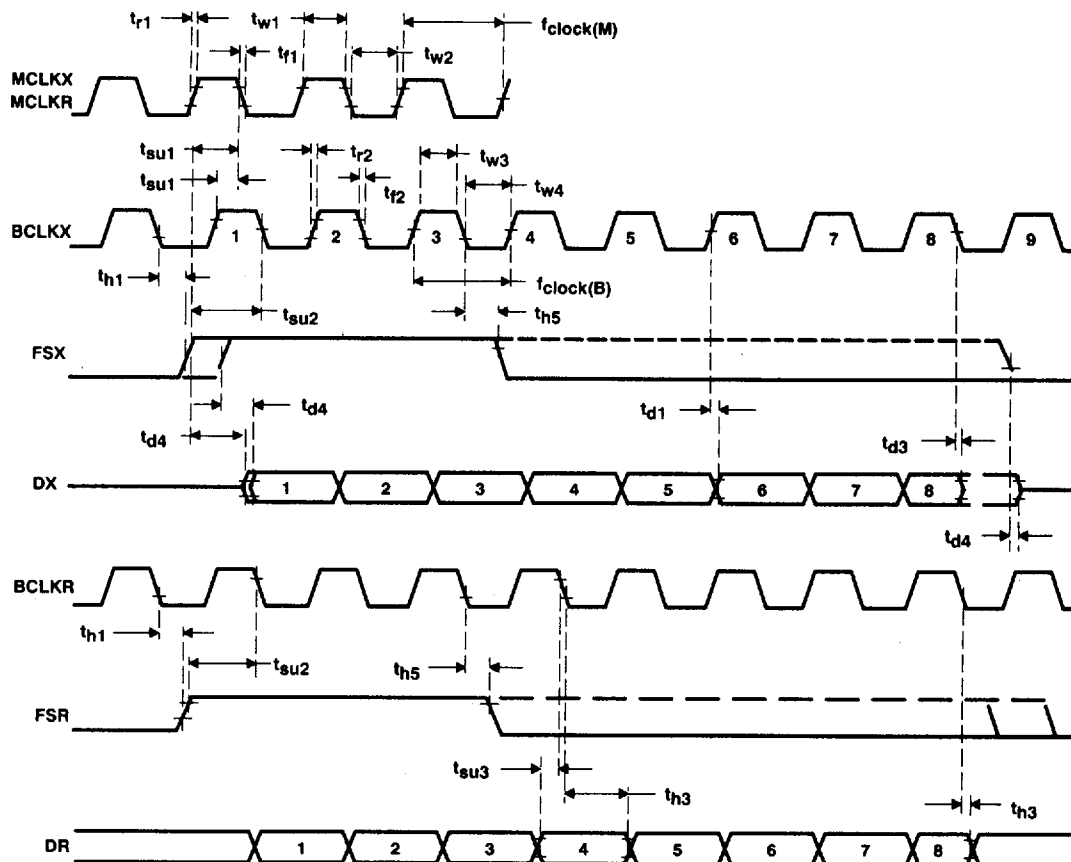 tr1 tw1 fclock(M)
tf1 tw2
MCLKX
MCLKR
tsu1 tr2 tw3
tsu1 tf2 tw4
BCLKX 1 2 3 4 5 6 7 8 9
th1 fclock(B)
tsu2 th5
FSX
td4 td1
td4 td3
DX 1 2 3 4 5 6 7 8
td4
BCLKR
th1 tsu2 th5
FSR
tsu3 th3 th3
DR 1 2 3 4 5 6 7 8